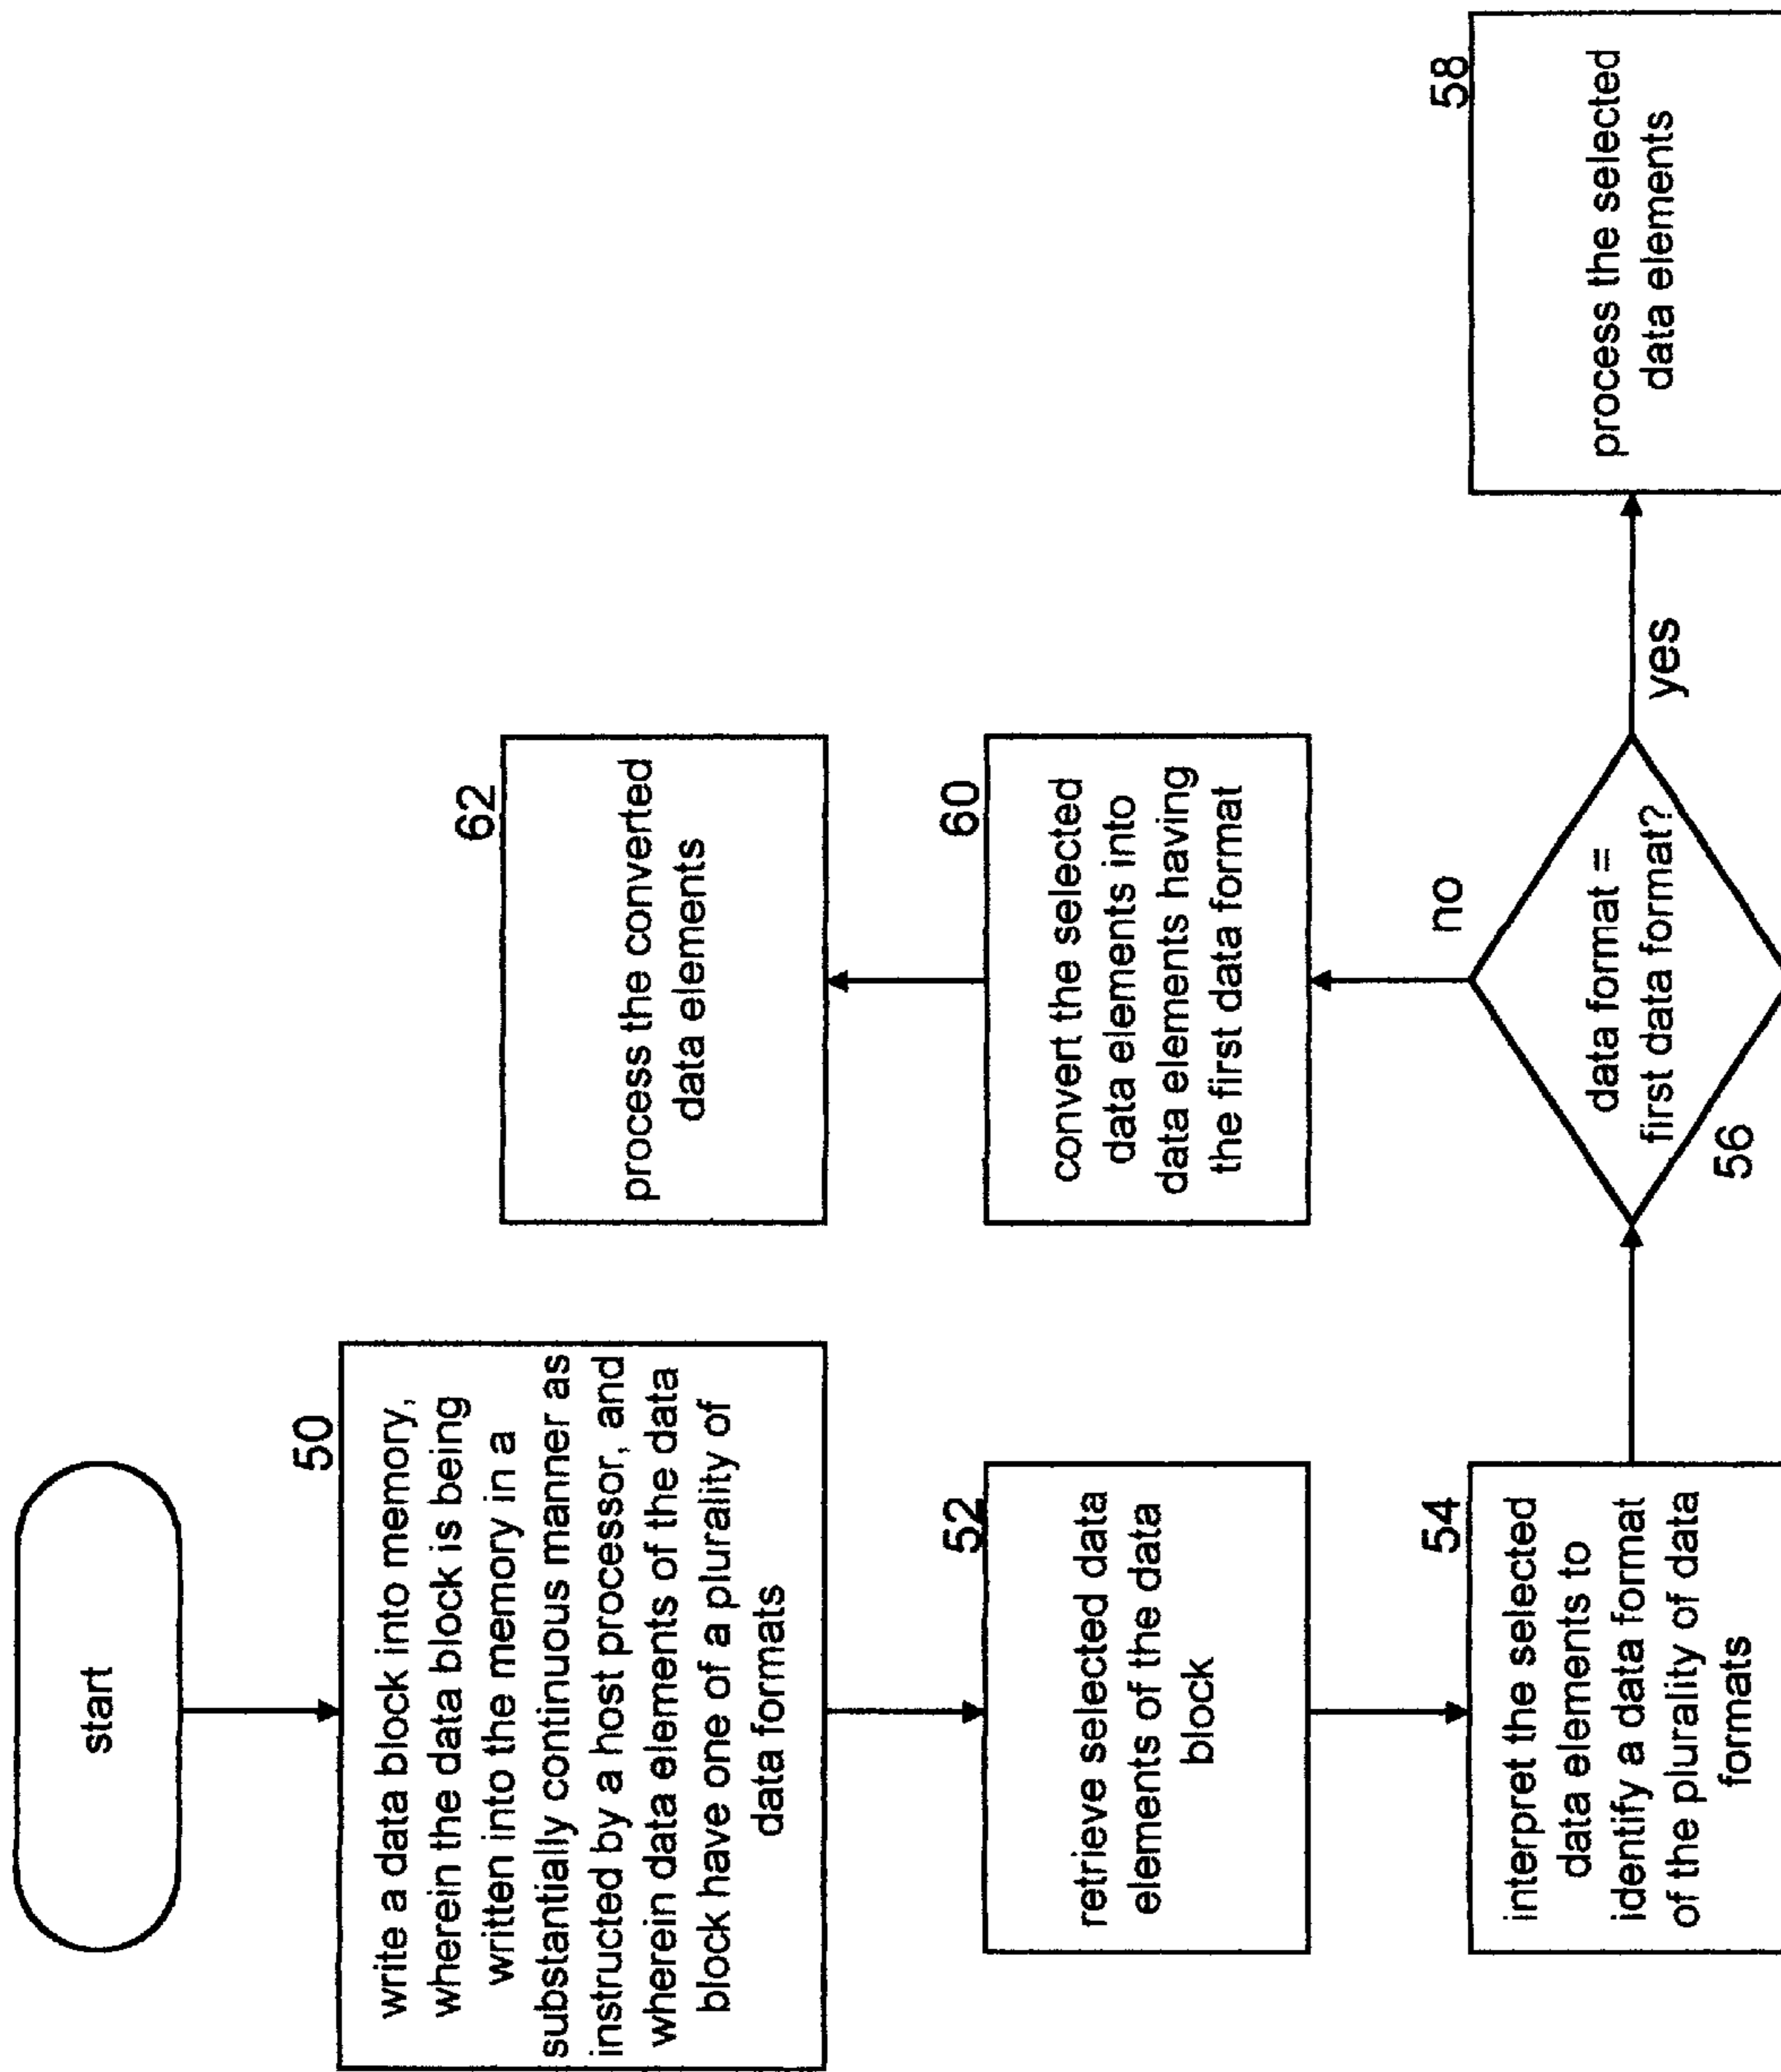 start
50
write a data block into memory,
wherein the data block is being
written into the memory in a
substantially continuous manner as
instructed by a host processor, and
wherein data elements of the data
block have one of a plurality of
data formats
52
retrieve selected data
elements of the data
block
54
interpret the selected
data elements to
identify a data format
of the plurality of data
formats
56
data format =
first data format?
yes
58
process the selected
data elements
no
60
convert the selected
data elements into
data elements having
the first data format
62
process the converted
data elements